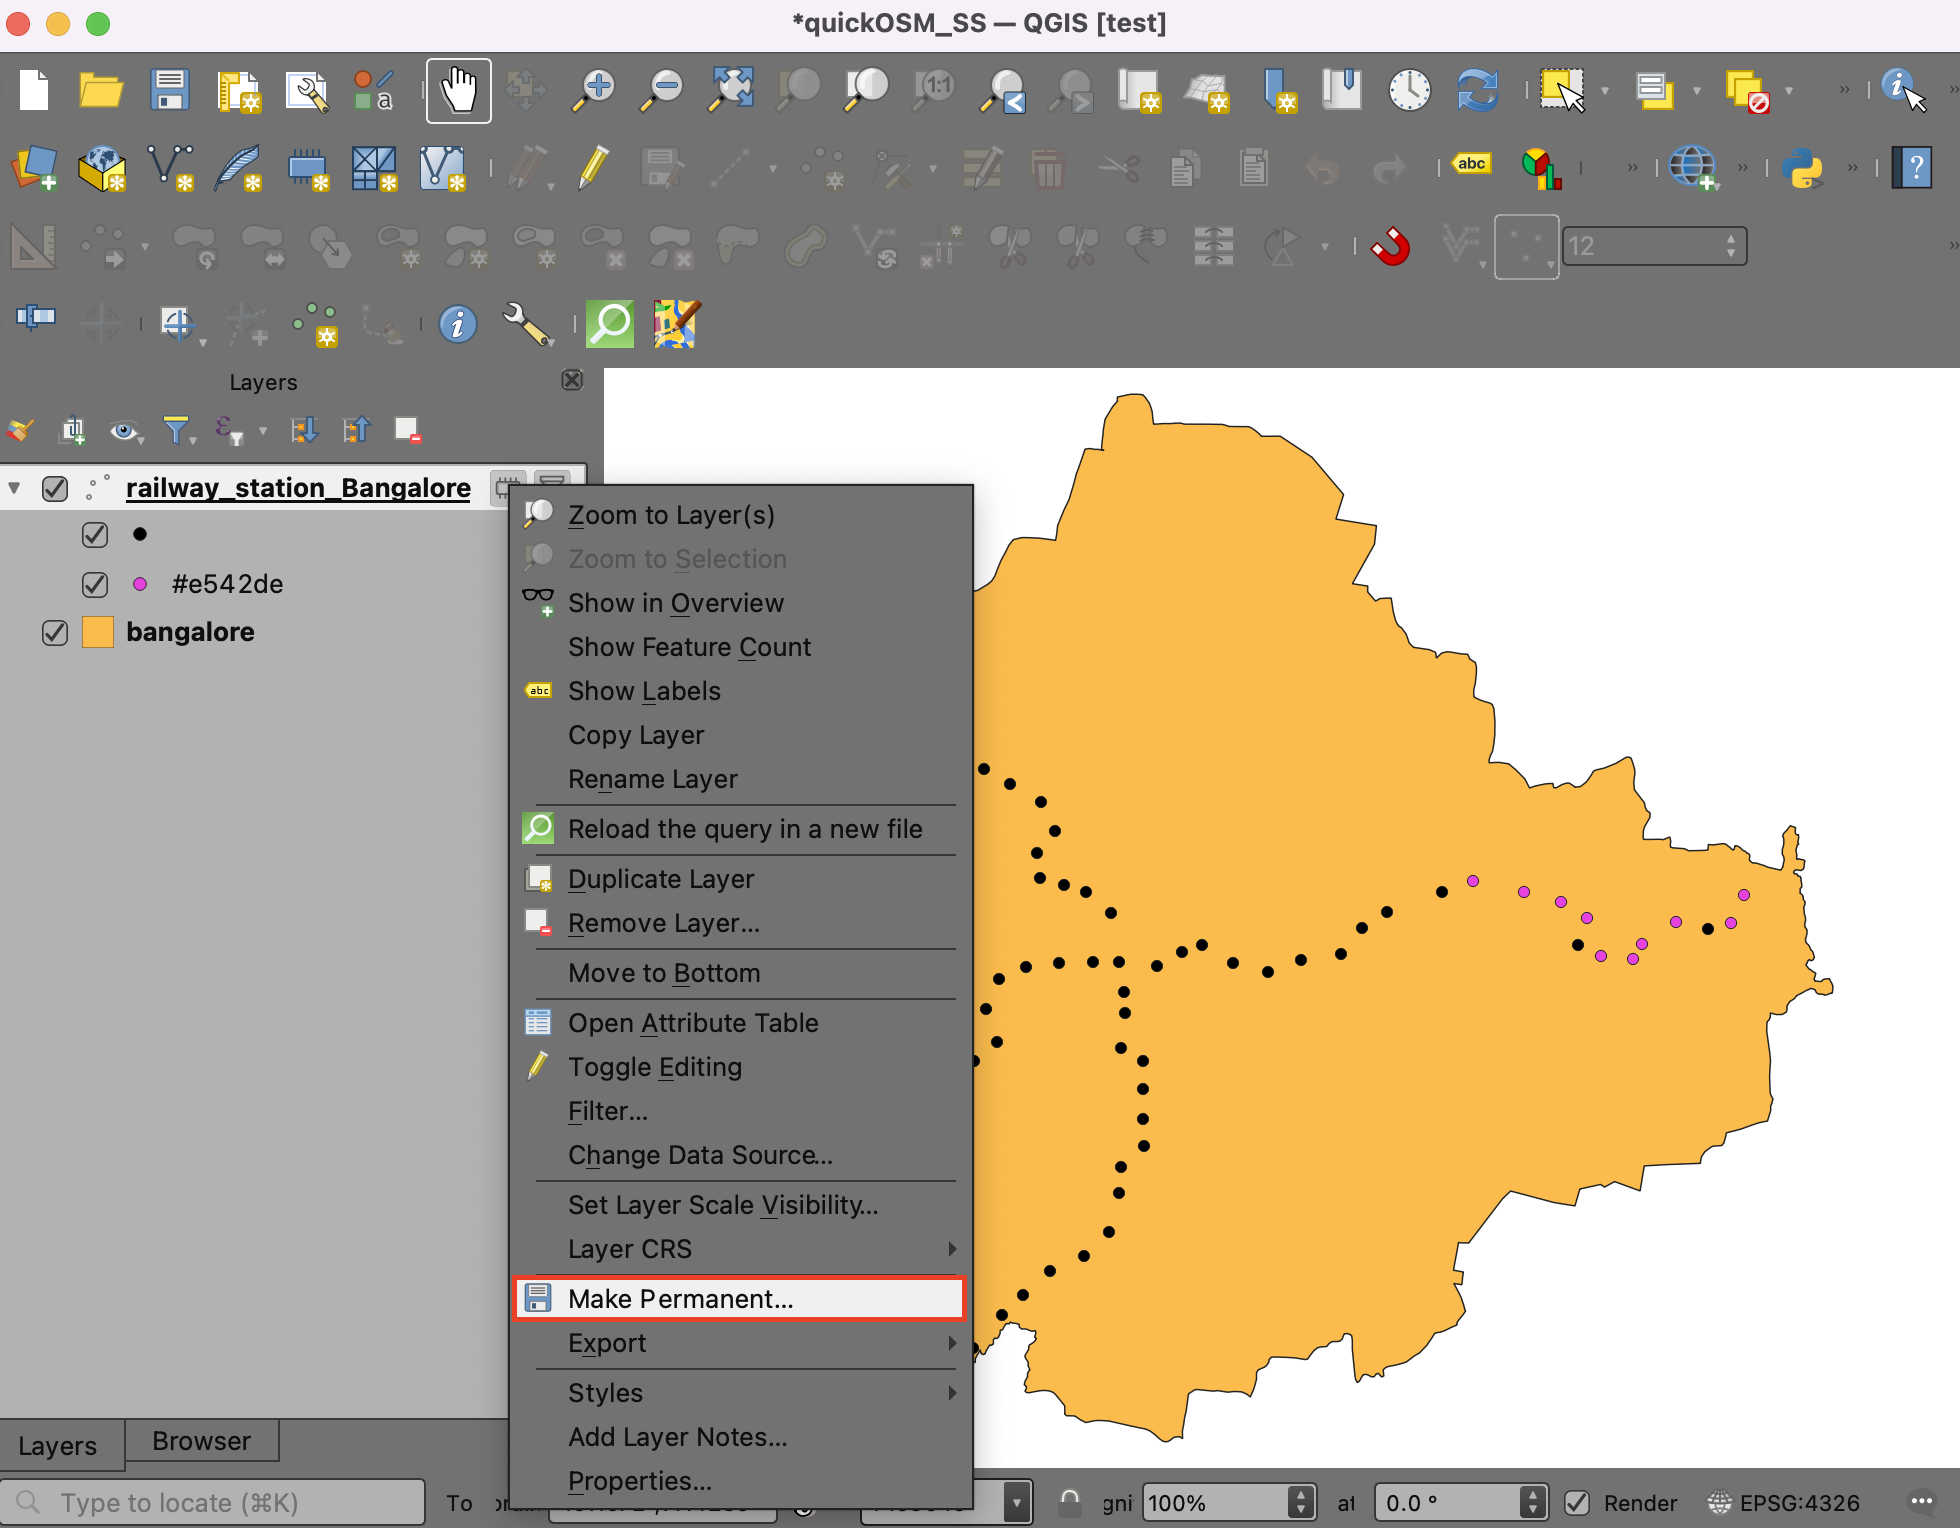 *quickOSM_SS — QGIS [test]
a
1:1
abc
?
12
Layers
railway_station_Bangalore
#e542de
bangalore
Zoom to Layer(s)
Zoom to Selection
Show in Overview
Show Feature Count
abc Show Labels
Copy Layer
Rename Layer
Reload the query in a new file
Duplicate Layer
Remove Layer...
Move to Bottom
Open Attribute Table
Toggle Editing
Filter...
Change Data Source...
Set Layer Scale Visibility...
Layer CRS
Make Permanent...
Export
Styles
Add Layer Notes...
Properties...
Layers Browser
Type to locate (⌘K) To gni 100% at 0.0 ° Render EPSG:4326